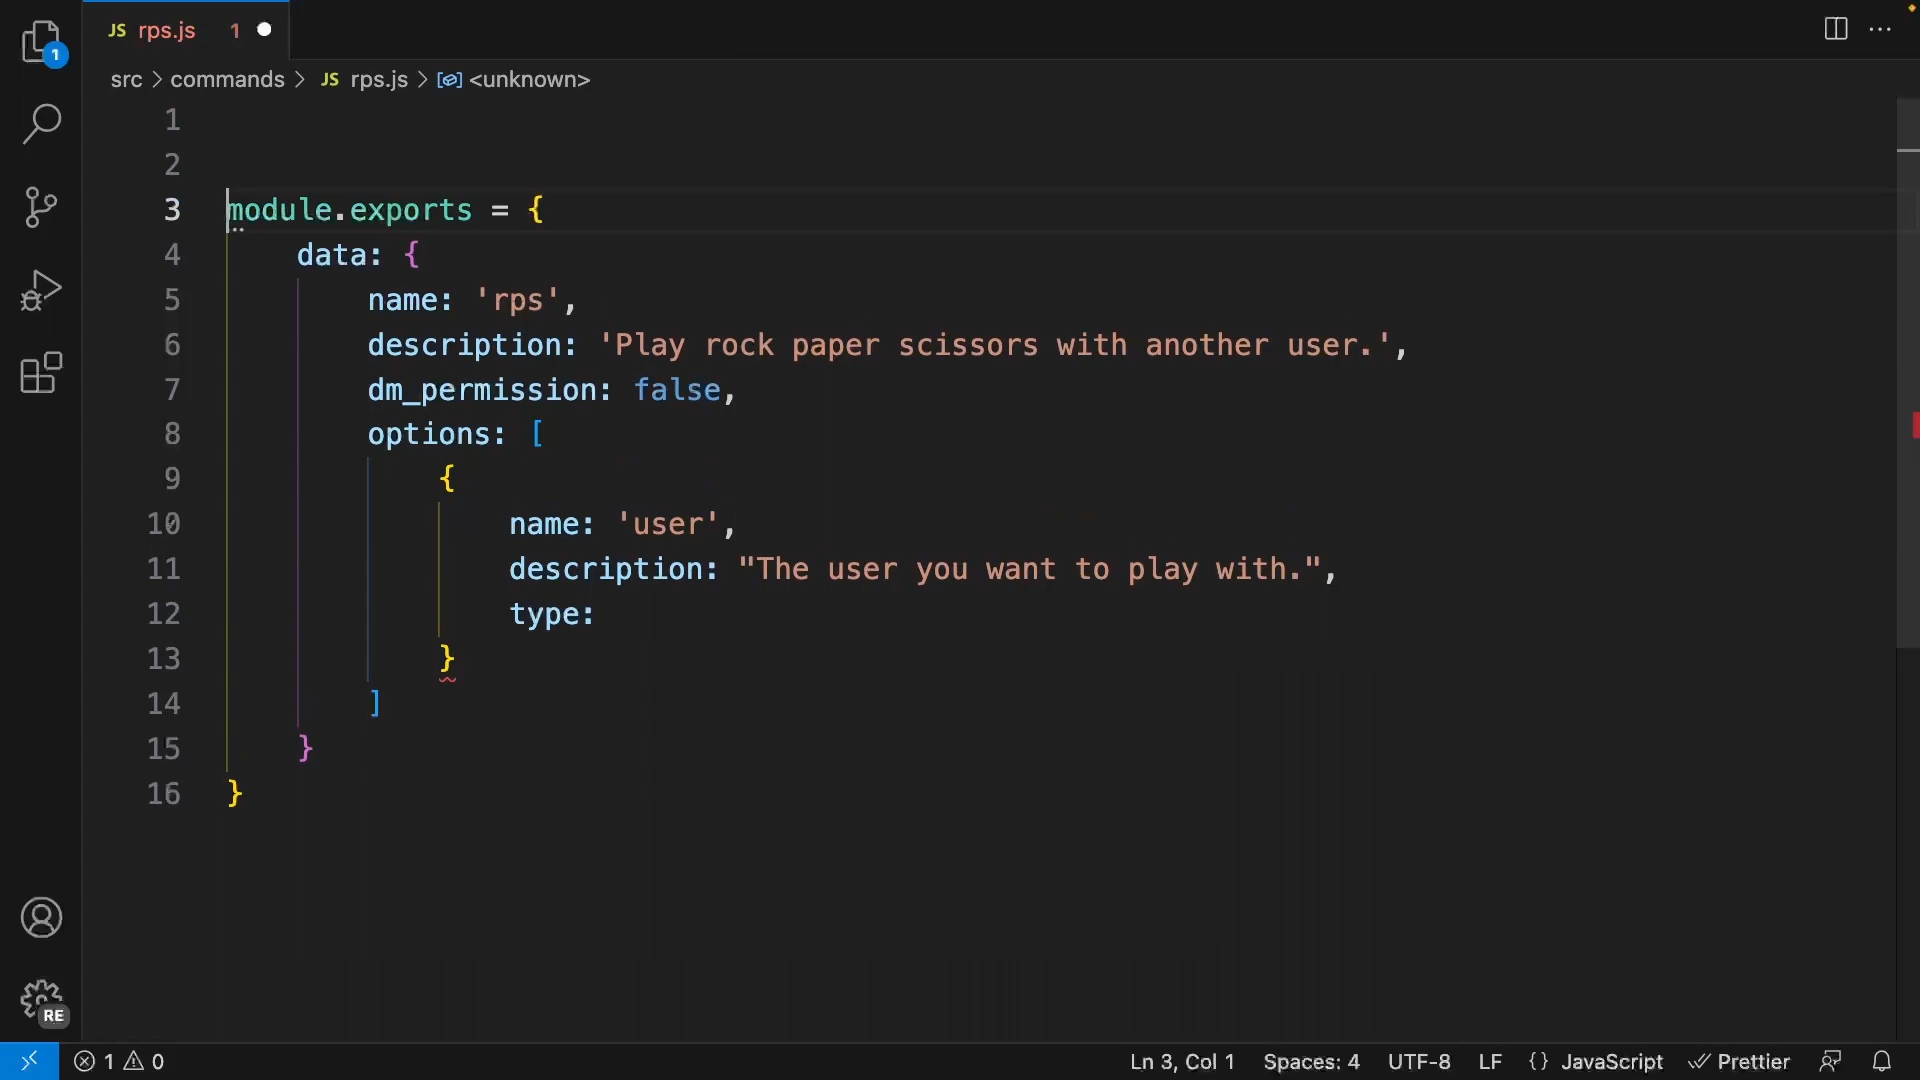 JS rps.js 1
1
src > commands > JS rps.js > <unknown>
1
2
3 module.exports = {
4 data: {
5 name: 'rps',
6 description: 'Play rock paper scissors with another user.',
7 dm_permission: false,
8 options: [
9 {
10 name: 'user',
11 description: "The user you want to play with.",
12 type:
13 }
14 ]
15 }
16 }
RE
1 0 Ln 3, Col 1 Spaces: 4 UTF-8 LF {} JavaScript Prettier